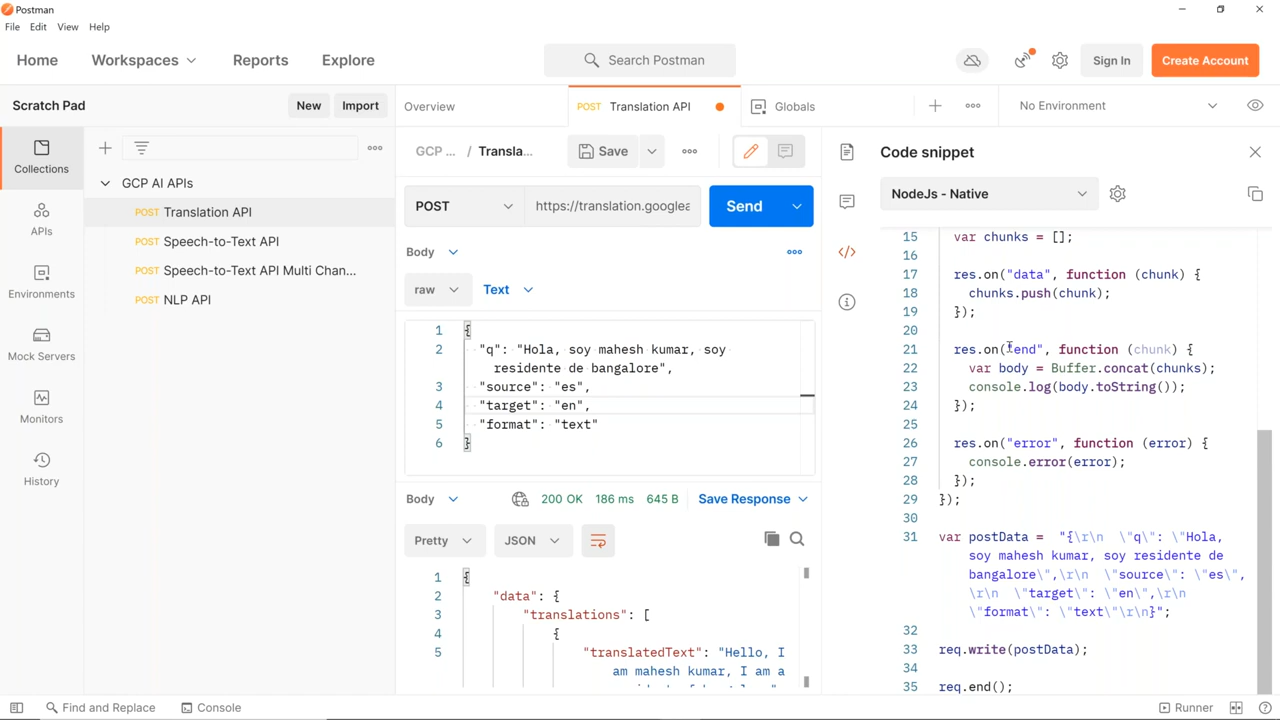 Postman
File Edit View Help
Home Workspaces Reports Explore Search Postman Sign In Create Account
Scratch Pad New Import
Overview POST Translation API Globals No Environment
Collections
APIs
Environments
Mock Servers
Monitors
History
GCP AI APIs
POST Translation API
POST Speech-to-Text API
POST Speech-to-Text API Multi Chan...
POST NLP API
GCP ... / Transla... Save
POST https://translation.googlea Send
Body
raw Text
1 {
2 "q": "Hola, soy mahesh kumar, soy
residente de bangalore",
3 "source": "es",
4 "target": "en",
5 "format": "text"
6 }
Body 200 OK 186 ms 645 B Save Response
Pretty JSON
1 {
2 "data": {
3 "translations": [
4 {
5 "translatedText": "Hello, I
am mahesh kumar, I am a
Code snippet
NodeJs - Native
15 var chunks = [];
16
17 res.on("data", function (chunk) {
18 chunks.push(chunk);
19 });
20
21 res.on("end", function (chunk) {
22 var body = Buffer.concat(chunks);
23 console.log(body.toString());
24 });
25
26 res.on("error", function (error) {
27 console.error(error);
28 });
29 });
30
31 var postData = "{\r\n \"q\": \"Hola,
soy mahesh kumar, soy residente de
bangalore\",\r\n \"source\": \"es\",
\r\n \"target\": \"en\",\r\n
\"format\": \"text\"\r\n}";
32
33 req.write(postData);
34
35 req.end();
Find and Replace Console Runner